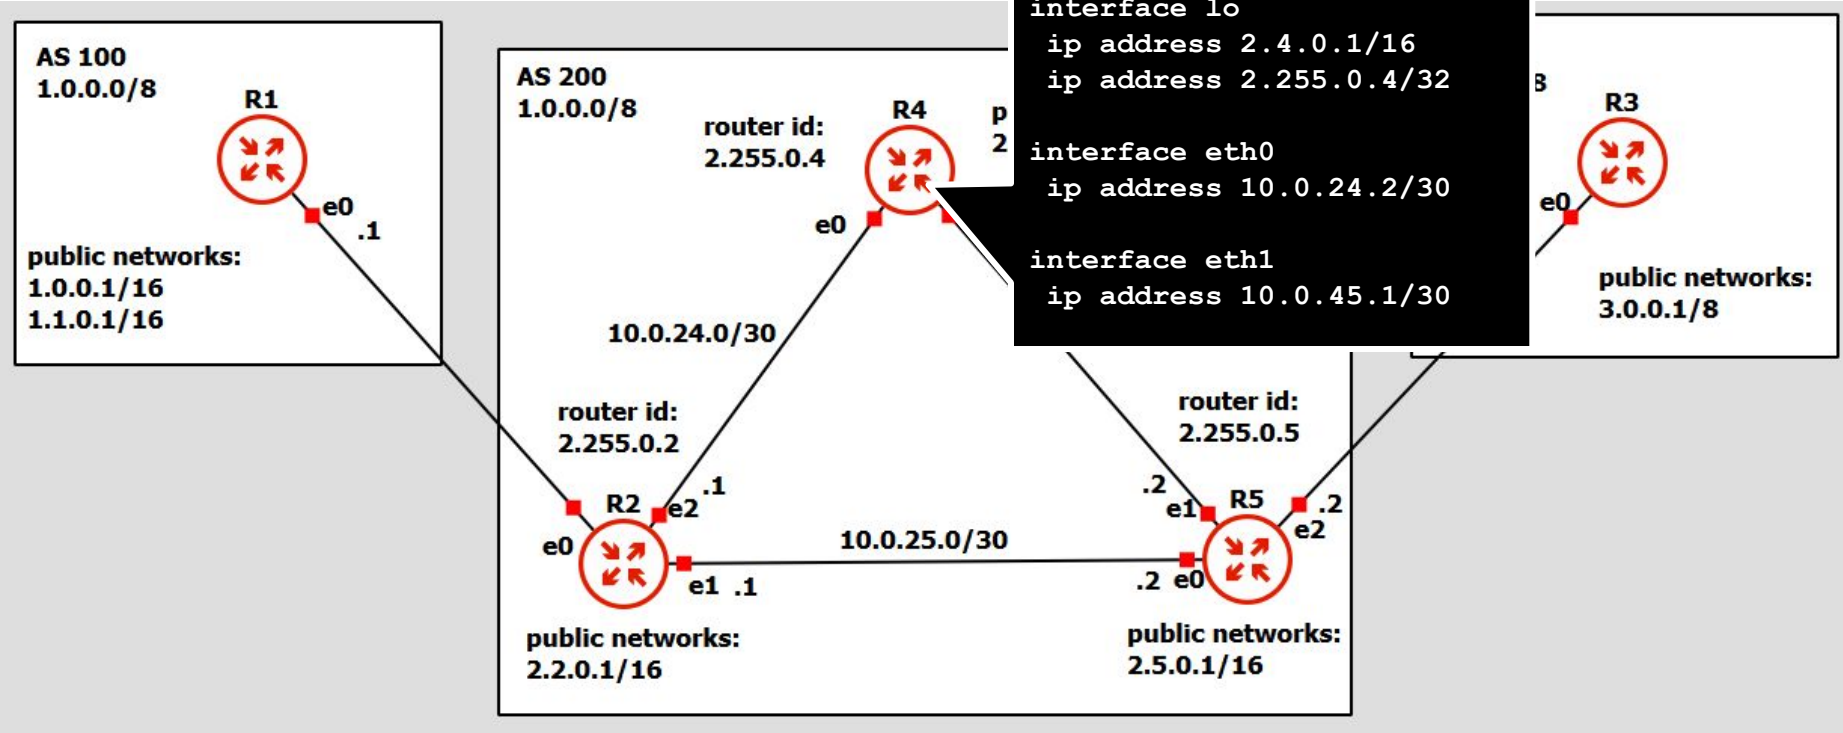 AS 100
1.0.0.0/8
R1
e0
.1
public networks:
1.0.0.1/16
1.1.0.1/16
AS 200
1.0.0.0/8
router id:
2.255.0.4
R4
p
2
e0
interface lo
ip address 2.4.0.1/16
ip address 2.255.0.4/32
interface eth0
ip address 10.0.24.2/30
interface eth1
ip address 10.0.45.1/30
8
R3
e0
public networks:
3.0.0.1/8
10.0.24.0/30
router id:
2.255.0.2
router id:
2.255.0.5
R2
e2
.1
e0
e1 .1
10.0.25.0/30
.2
e1
R5
.2
e2
.2 e0
public networks:
2.2.0.1/16
public networks:
2.5.0.1/16